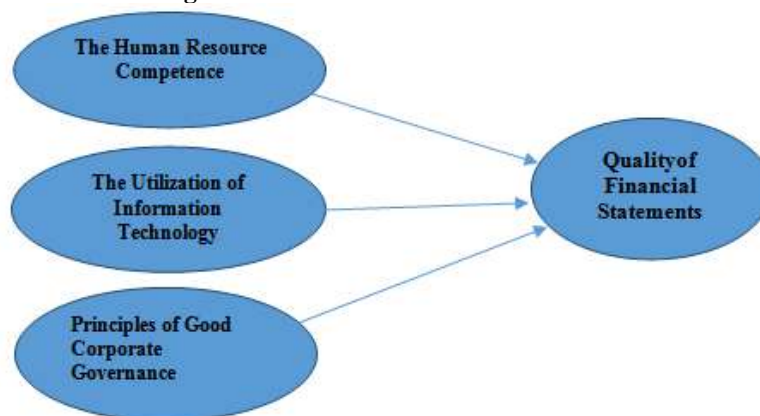 The Human Resource
Competence
The Utilization of
Information
Technology
Principles of Good
Corporate
Governance
Qualityof
Financial
Statements